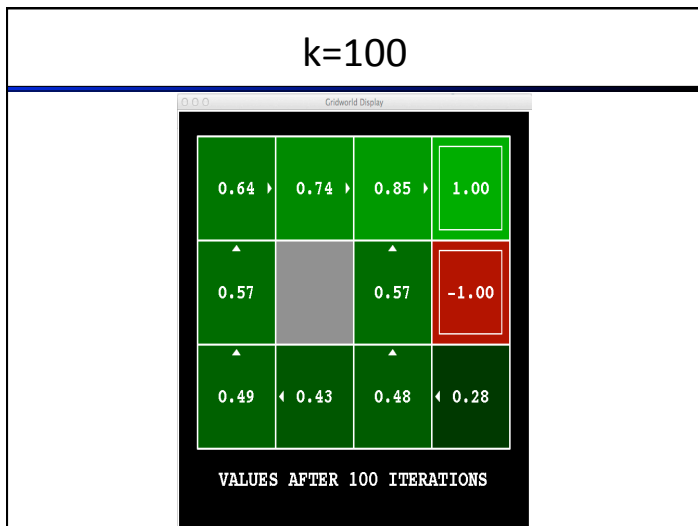 k=100
Gridworld Display
0.64 0.74 0.85 1.00
0.57 0.57 -1.00
0.49 0.43 0.48 0.28
VALUES AFTER 100 ITERATIONS